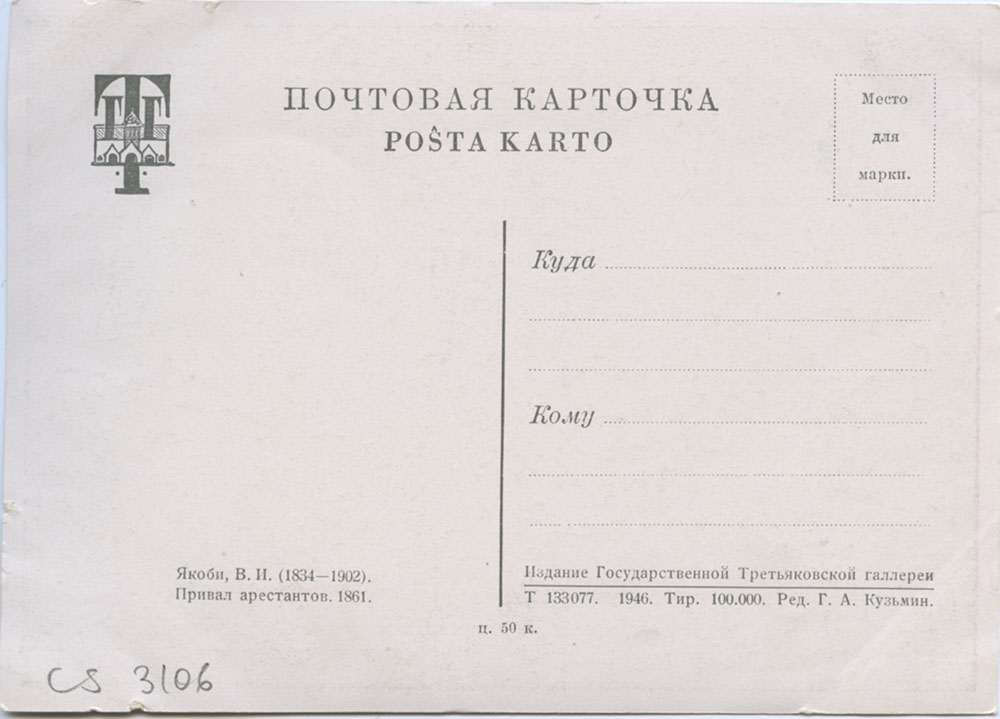 ПОЧТОВАЯ КАРТОЧКА
POŜTA KARTO
Место
для
марки.
Куда
Кому
Якоби, В. И. (1834—1902).
Привал арестантов. 1861.
Издание Государственной Третьяковской галлереи
Т 133077. 1946. Тир. 100.000. Ред. Г. А. Кузьмин.
ц. 50 к.
CS 3106